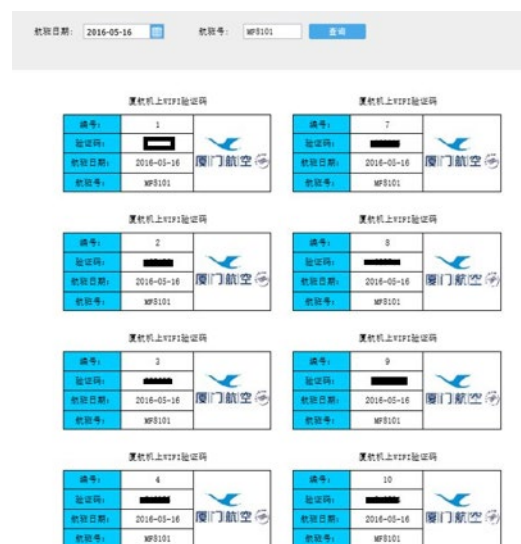 航班日期： 2016-05-16 航班号： MF8101 查询
厦航机上WIFI验证码 厦航机上WIFI验证码
编号： 1 编号： 7
验证码： 验证码：
航班日期： 2016-05-16 厦门航空 航班日期： 2016-05-16 厦门航空
航班号： MF8101 航班号： MF8101
厦航机上WIFI验证码 厦航机上WIFI验证码
编号： 2 编号： 8
验证码： 验证码：
航班日期： 2016-05-16 厦门航空 航班日期： 2016-05-16 厦门航空
航班号： MF8101 航班号： MF8101
厦航机上WIFI验证码 厦航机上WIFI验证码
编号： 3 编号： 9
验证码： 验证码：
航班日期： 2016-05-16 厦门航空 航班日期： 2016-05-16 厦门航空
航班号： MF8101 航班号： MF8101
厦航机上WIFI验证码 厦航机上WIFI验证码
编号： 4 编号： 10
验证码： 验证码：
航班日期： 2016-05-16 厦门航空 航班日期： 2016-05-16 厦门航空
航班号： MF8101 航班号： MF8101